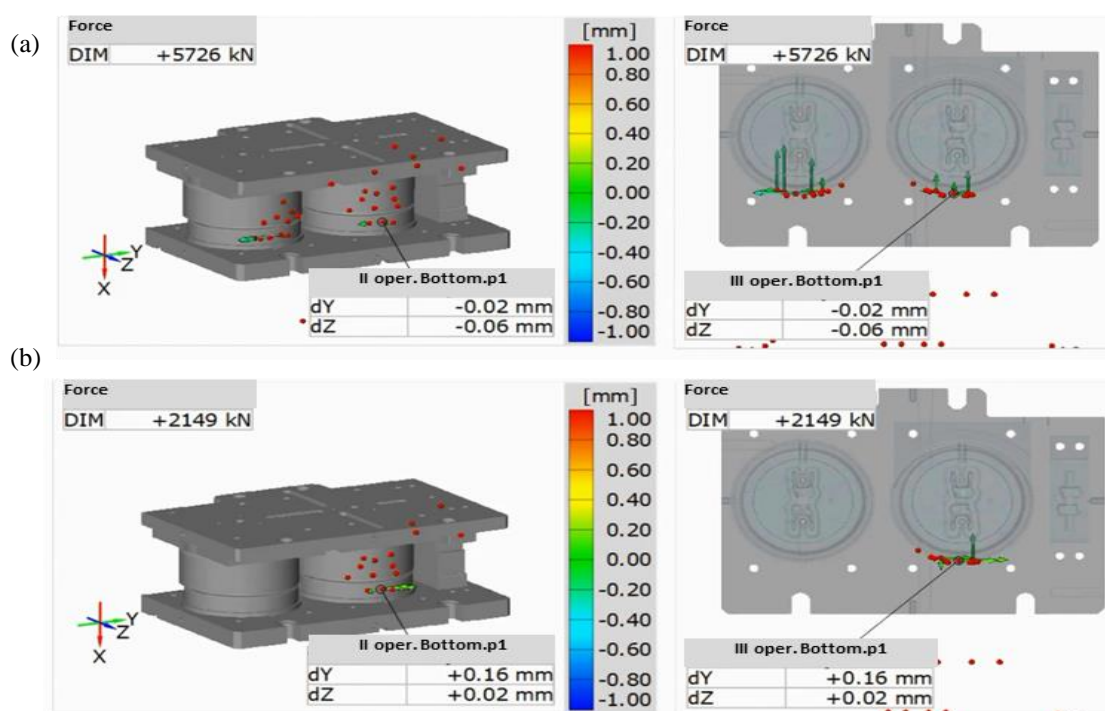 (a)
Force
DIM +5726 kN
[mm]
1.00
0.80
0.60
0.40
0.20
0.00
-0.20
-0.40
-0.60
-0.80
-1.00
Y
Z
X
II oper.Bottom.p1
dY -0.02 mm
dZ -0.06 mm
Force
DIM +5726 kN
III oper.Bottom.p1
dY -0.02 mm
dZ -0.06 mm
(b)
Force
DIM +2149 kN
[mm]
1.00
0.80
0.60
0.40
0.20
0.00
-0.20
-0.40
-0.60
-0.80
-1.00
Y
Z
X
II oper.Bottom.p1
dY +0.16 mm
dZ +0.02 mm
Force
DIM +2149 kN
III oper.Bottom.p1
dY +0.16 mm
dZ +0.02 mm